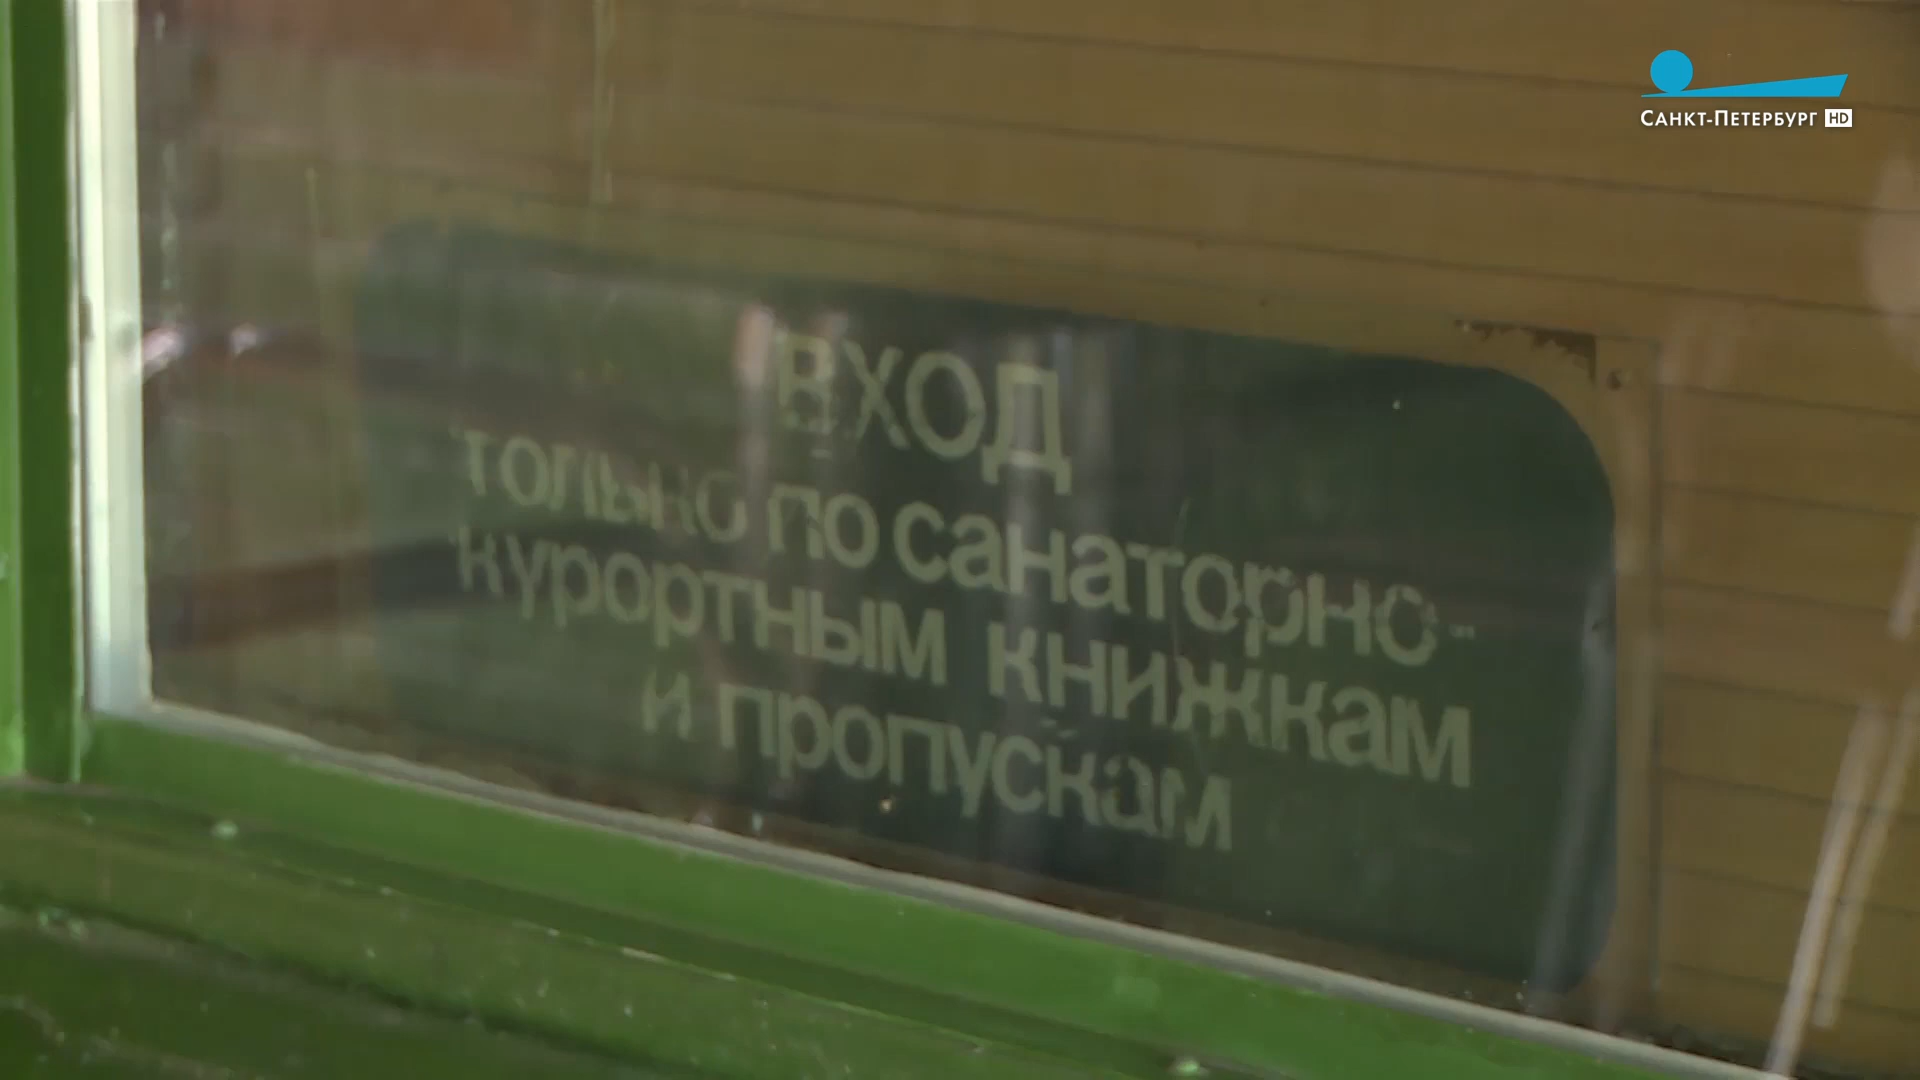 САНКТ-ПЕТЕРБУРГ HD
ВХОД
только по санаторно-
курортным книжкам
и пропускам